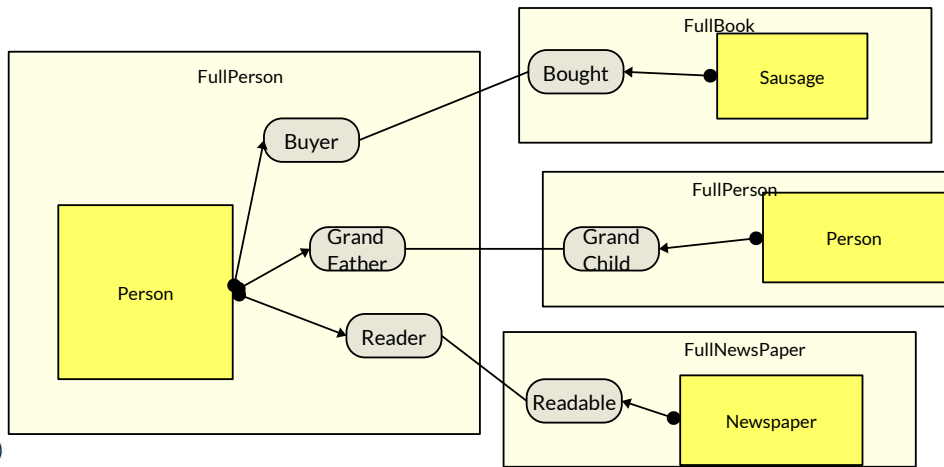 FullPerson
Buyer
Grand
Father
Person
Reader
FullBook
Bought
Sausage
FullPerson
Grand
Child
Person
FullNewsPaper
Readable
Newspaper